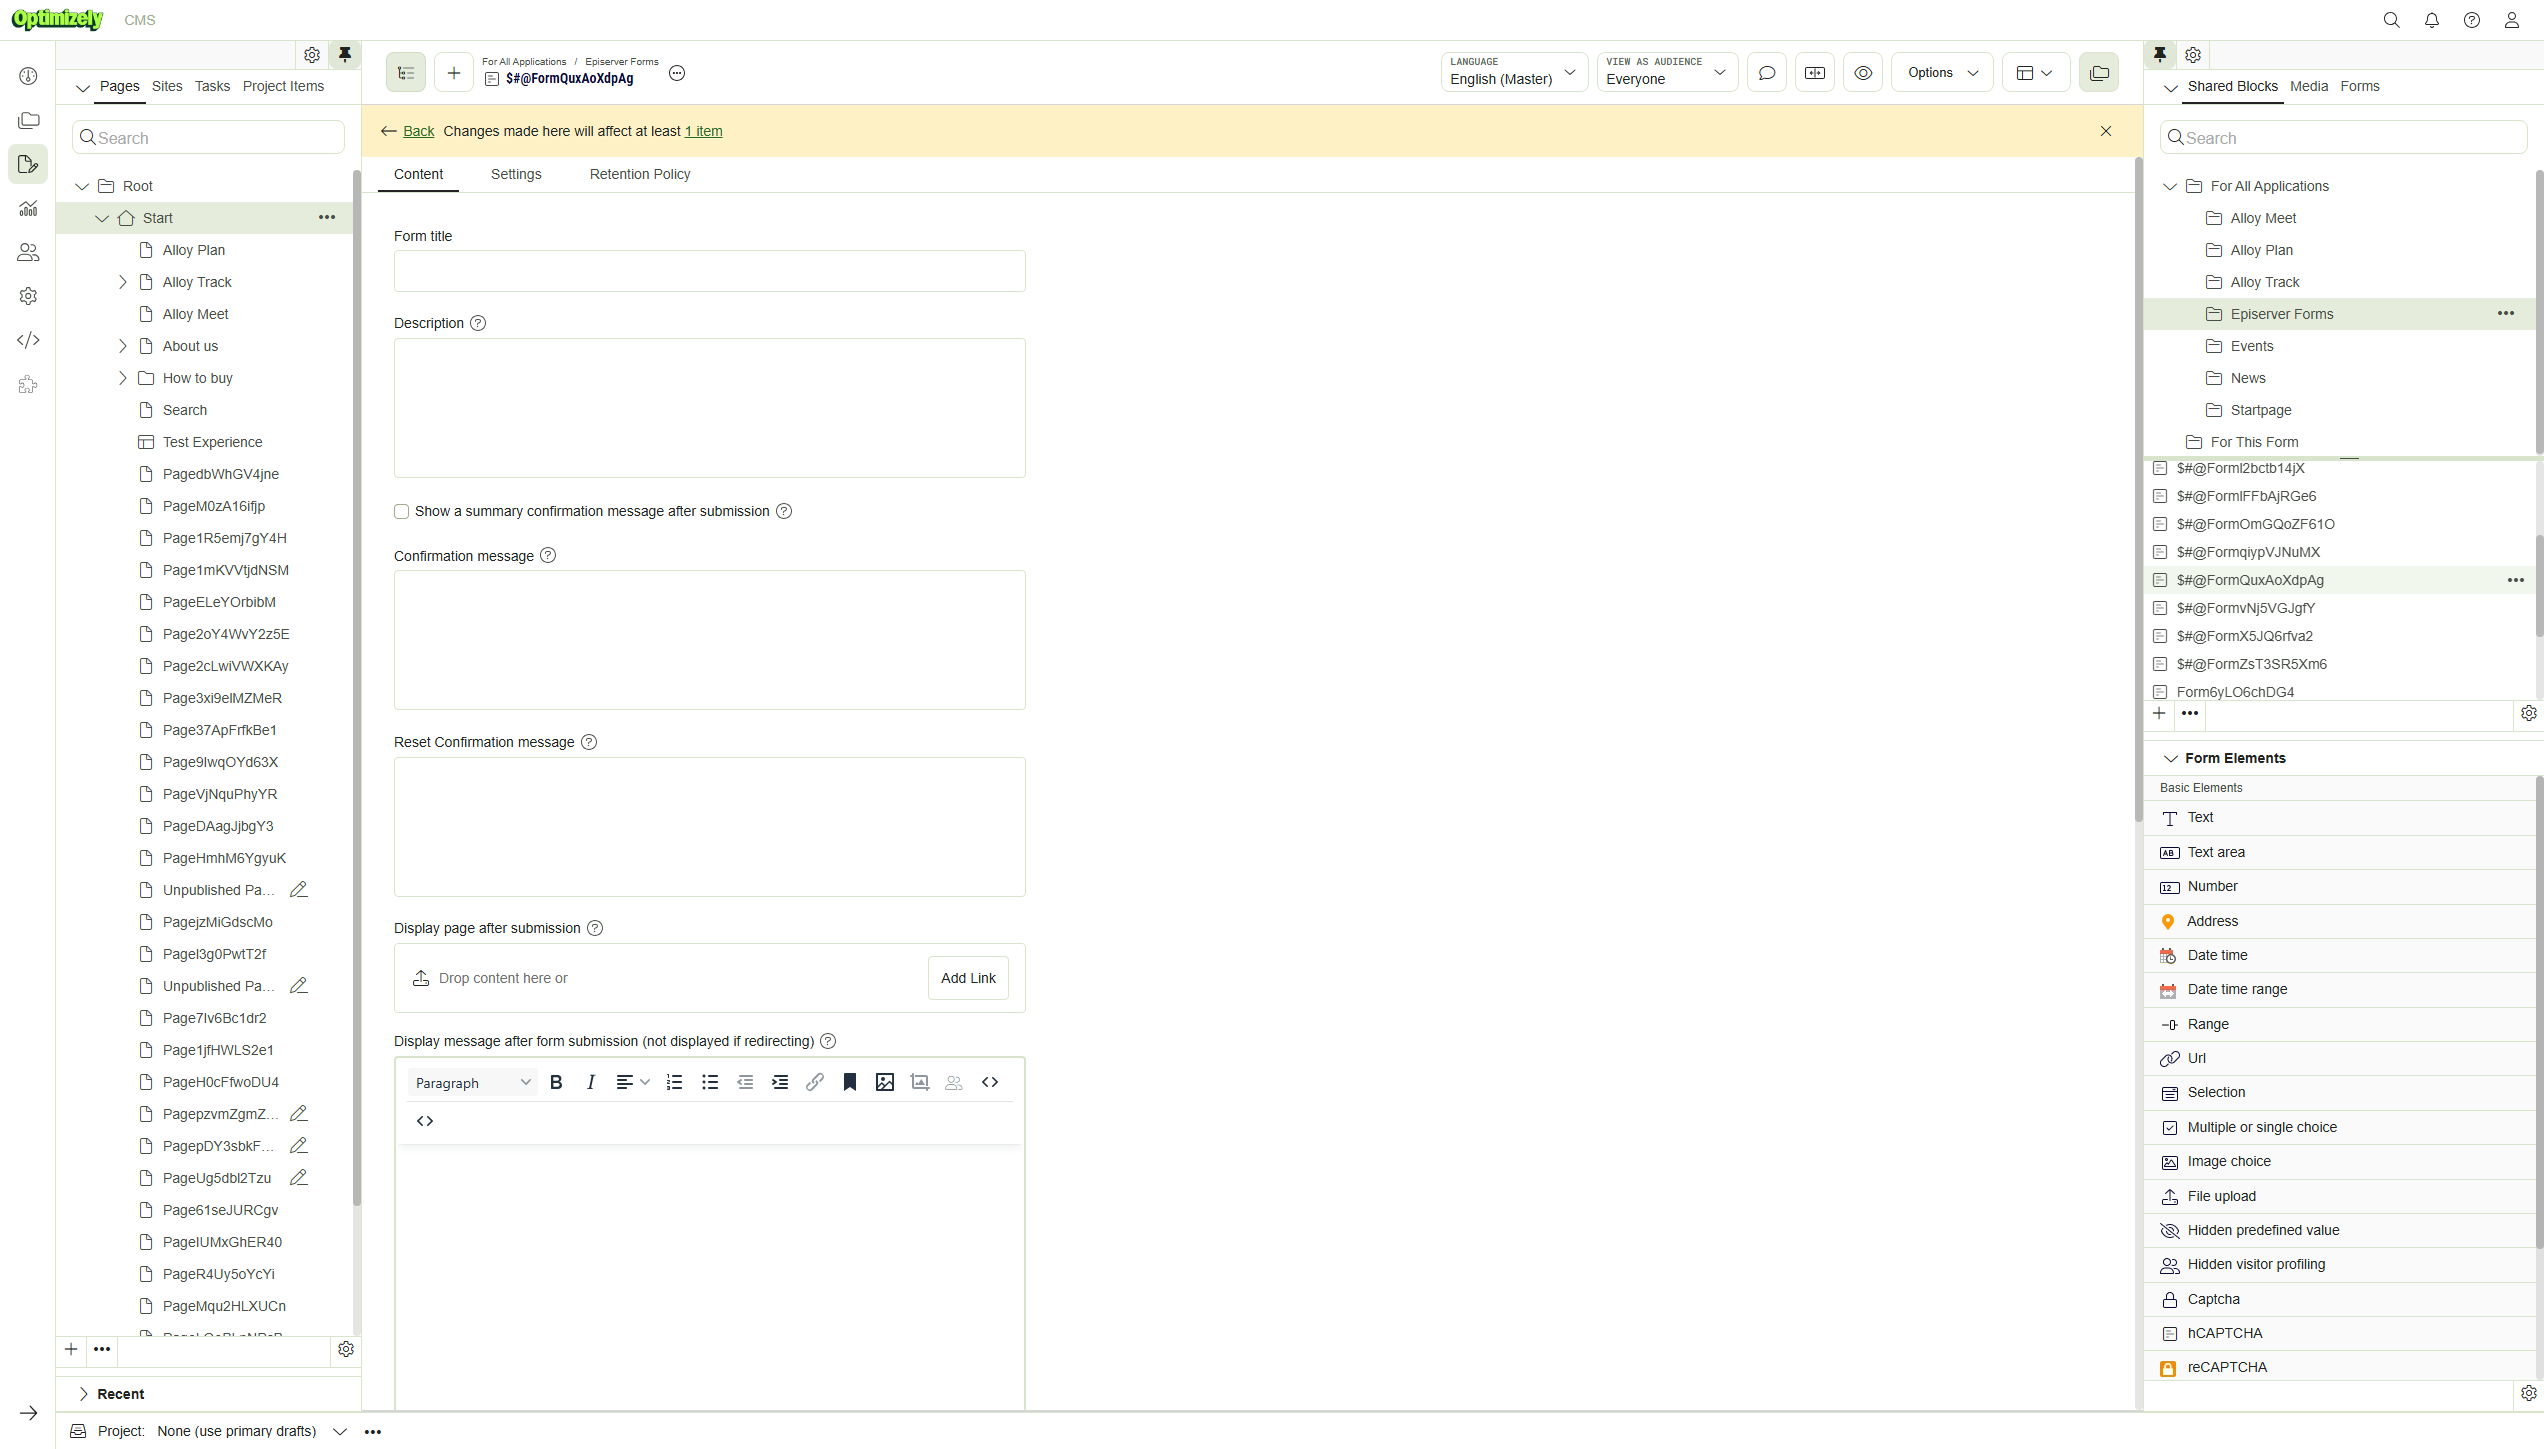 Optimizely CMS
Pages Sites Tasks Project Items
Search
Root
Start
Alloy Plan
Alloy Track
Alloy Meet
About us
How to buy
Search
Test Experience
PagedbWhGV4jne
PageM0zA16ifjp
Page1R5emj7gY4H
Page1mKVVtjdNSM
PageELeYOrbibM
Page2oY4WvY2z5E
Page2cLwiVWXKAy
Page3xi9elMZMeR
Page37ApFrfkBe1
Page9lwqOYd63X
PageVjNquPhyYR
PageDAagJjbgY3
PageHmhM6YgyuK
Unpublished Pa...
PagejzMiGdscMo
Pagel3g0PwtT2f
Unpublished Pa...
Page7lv6Bc1dr2
Page1jfHWLS2e1
PageH0cFfwoDU4
PagepzvmZgmZ...
PagepDY3sbkF...
PageUg5dbl2Tzu
Page61seJURCgv
PageIUMxGhER40
PageR4Uy5oYcYi
PageMqu2HLXUCn
Recent
Project: None (use primary drafts)
For All Applications / Episerver Forms
$#@FormQuxAoXdpAg
LANGUAGE
English (Master)
VIEW AS AUDIENCE
Everyone
Options
Back Changes made here will affect at least 1 item
Content Settings Retention Policy
Form title
Description
Show a summary confirmation message after submission
Confirmation message
Reset Confirmation message
Display page after submission
Drop content here or Add Link
Display message after form submission (not displayed if redirecting)
Paragraph
Shared Blocks Media Forms
Search
For All Applications
Alloy Meet
Alloy Plan
Alloy Track
Episerver Forms
Events
News
Startpage
For This Form
$#@FormI2bctb14jX
$#@FormlFFbAjRGe6
$#@FormOmGQoZF61O
$#@FormqiypVJNuMX
$#@FormQuxAoXdpAg
$#@FormvNj5VGJgfY
$#@FormX5JQ6rfva2
$#@FormZsT3SR5Xm6
Form6yLO6chDG4
Form Elements
Basic Elements
Text
Text area
Number
Address
Date time
Date time range
Range
Url
Selection
Multiple or single choice
Image choice
File upload
Hidden predefined value
Hidden visitor profiling
Captcha
hCAPTCHA
reCAPTCHA